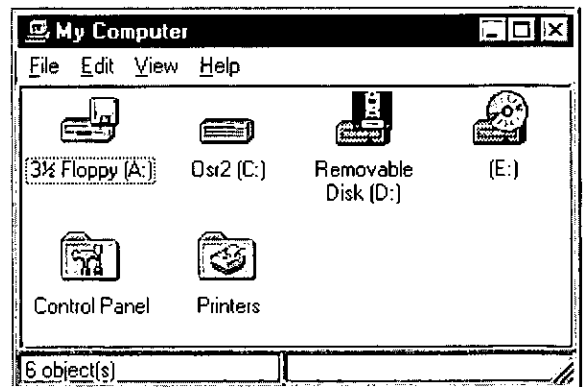 My Computer
File Edit View Help
3½ Floppy (A:) Osr2 (C:) Removable Disk (D:) (E:)
Control Panel Printers
6 object(s)